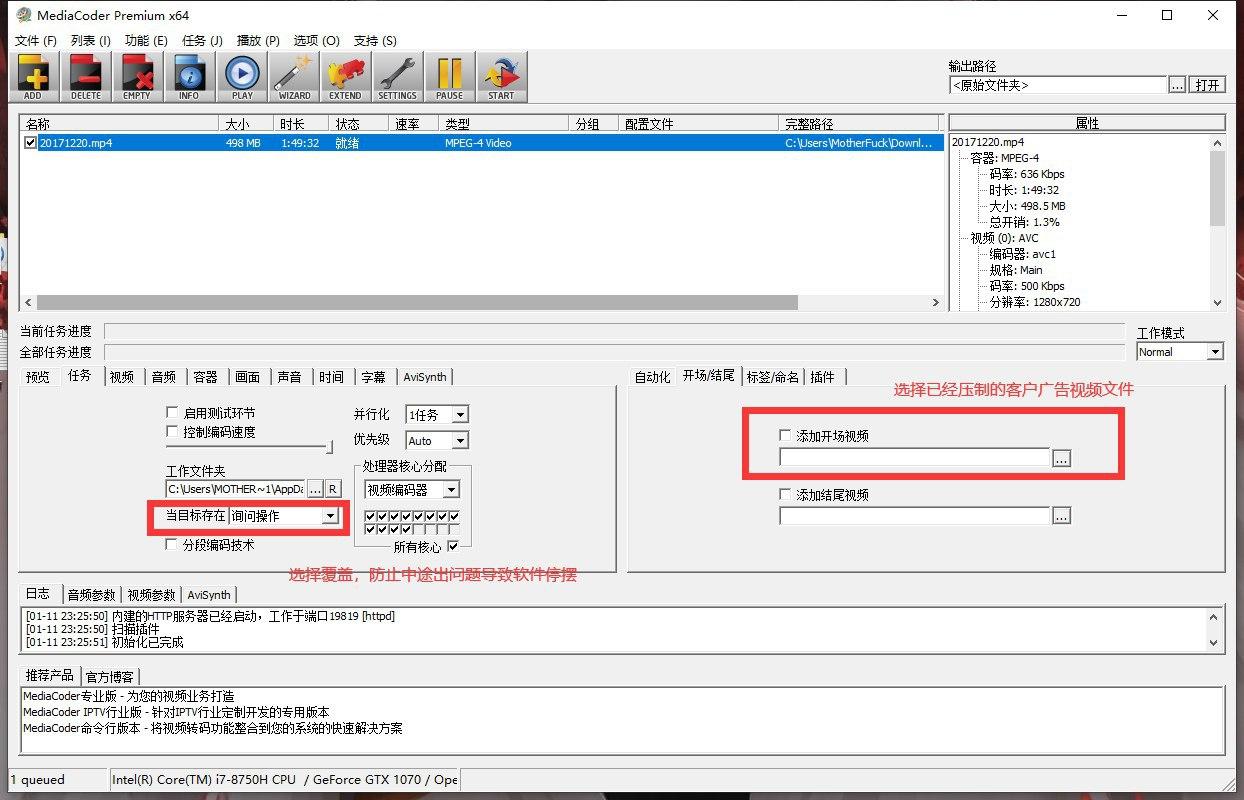 MediaCoder Premium x64
文件 (F) 列表 (I) 功能 (E) 任务 (J) 播放 (P) 选项 (O) 支持 (S)
ADD DELETE EMPTY INFO PLAY WIZARD EXTEND SETTINGS PAUSE START
输出路径
<原始文件夹> ... 打开
名称 大小 时长 状态 速率 类型 分组 配置文件 完整路径
20171220.mp4 498 MB 1:49:32 就绪 MPEG-4 Video C:\Users\MotherFuck\Downl...
属性
20171220.mp4
容器: MPEG-4
码率: 636 Kbps
时长: 1:49:32
大小: 498.5 MB
总开销: 1.3%
视频 (0): AVC
编码器: avc1
规格: Main
码率: 500 Kbps
分辨率: 1280x720
当前任务进度
全部任务进度
工作模式
Normal
预览 任务 视频 音频 容器 画面 声音 时间 字幕 AviSynth
启用测试环节
控制编码速度
工作文件夹
C:\Users\MOTHER~1\AppDa ... R
当目标存在 询问操作
分段编码技术
并行化 1任务
优先级 Auto
处理器核心分配
视频编码器
所有核心
选择覆盖，防止中途出问题导致软件停摆
自动化 开场/结尾 标签/命名 插件
选择已经压制的客户广告视频文件
添加开场视频
...
添加结尾视频
...
日志 音频参数 视频参数 AviSynth
[01-11 23:25:50] 内建的HTTP服务器已经启动，工作于端口19819 [httpd]
[01-11 23:25:50] 扫描插件
[01-11 23:25:51] 初始化已完成
推荐产品 官方博客
MediaCoder专业版 - 为您的视频业务打造
MediaCoder IPTV行业版 - 针对IPTV行业定制开发的专用版本
MediaCoder命令行版本 - 将视频转码功能整合到您的系统的快速解决方案
1 queued Intel(R) Core(TM) i7-8750H CPU / GeForce GTX 1070 / Ope